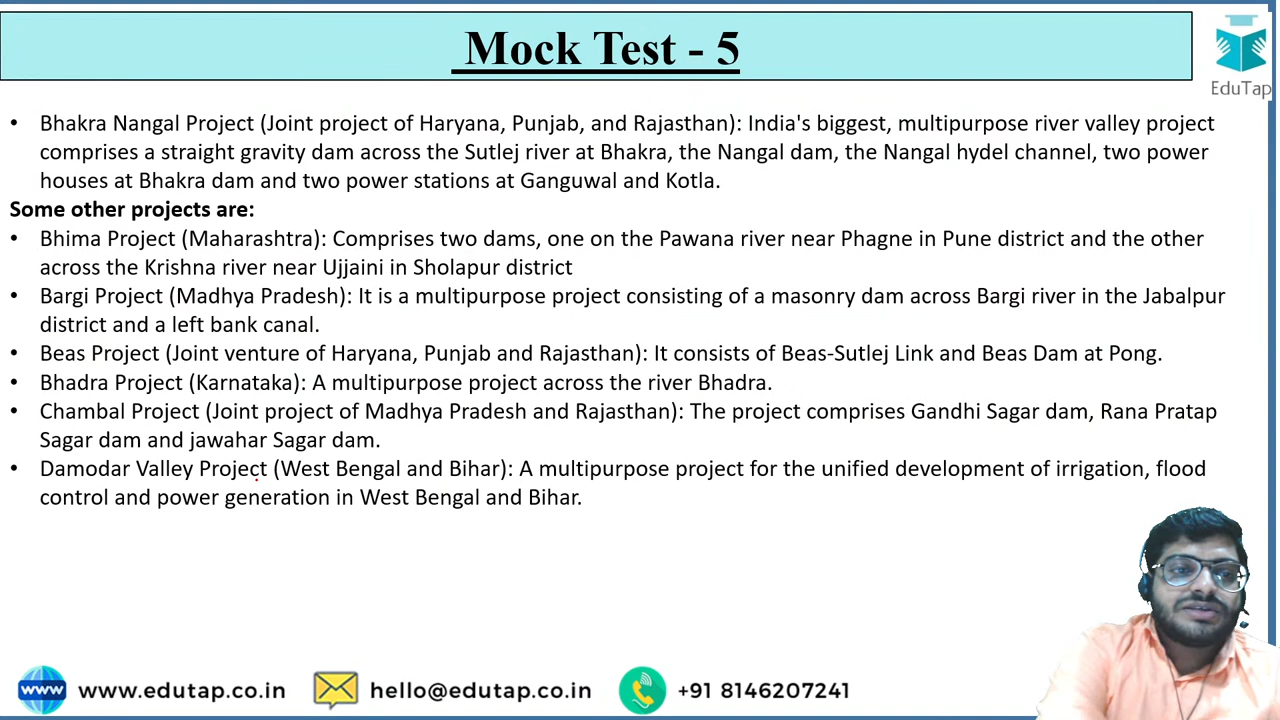 Mock Test - 5
EduTap
• Bhakra Nangal Project (Joint project of Haryana, Punjab, and Rajasthan): India's biggest, multipurpose river valley project
comprises a straight gravity dam across the Sutlej river at Bhakra, the Nangal dam, the Nangal hydel channel, two power
houses at Bhakra dam and two power stations at Ganguwal and Kotla.
Some other projects are:
• Bhima Project (Maharashtra): Comprises two dams, one on the Pawana river near Phagne in Pune district and the other
across the Krishna river near Ujjaini in Sholapur district
• Bargi Project (Madhya Pradesh): It is a multipurpose project consisting of a masonry dam across Bargi river in the Jabalpur
district and a left bank canal.
• Beas Project (Joint venture of Haryana, Punjab and Rajasthan): It consists of Beas-Sutlej Link and Beas Dam at Pong.
• Bhadra Project (Karnataka): A multipurpose project across the river Bhadra.
• Chambal Project (Joint project of Madhya Pradesh and Rajasthan): The project comprises Gandhi Sagar dam, Rana Pratap
Sagar dam and jawahar Sagar dam.
• Damodar Valley Project (West Bengal and Bihar): A multipurpose project for the unified development of irrigation, flood
control and power generation in West Bengal and Bihar.
www www.edutap.co.in hello@edutap.co.in +91 8146207241